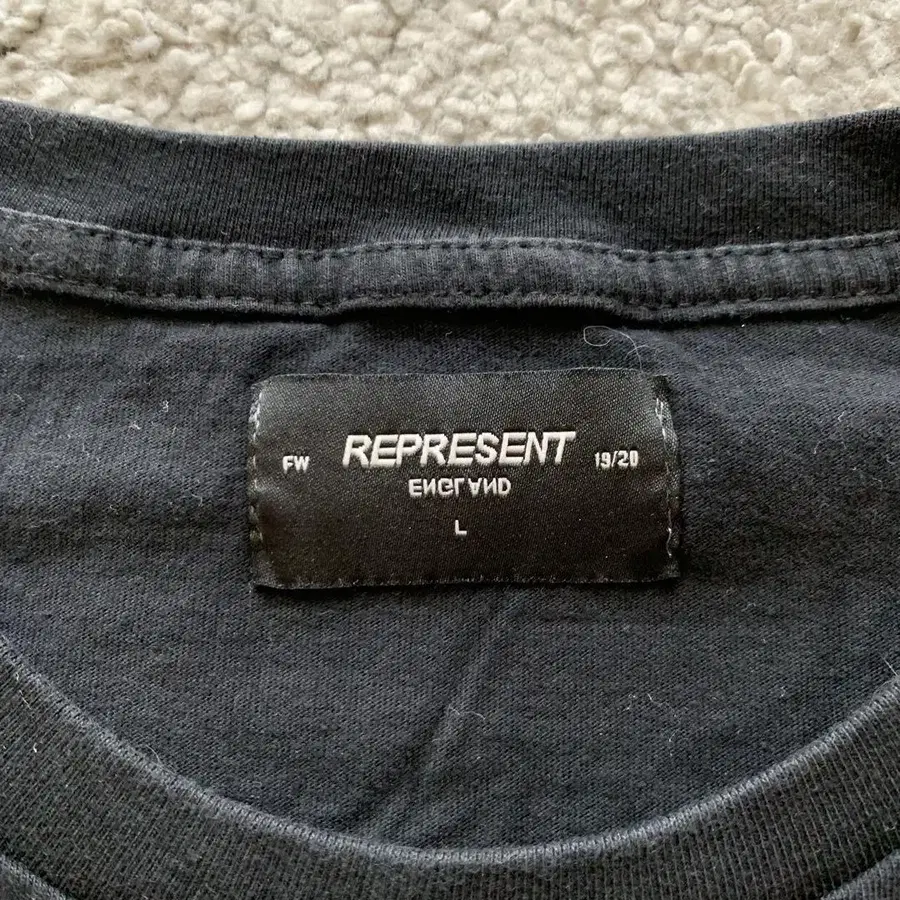 FW REPRESENT 19/20
ENGLAND
L